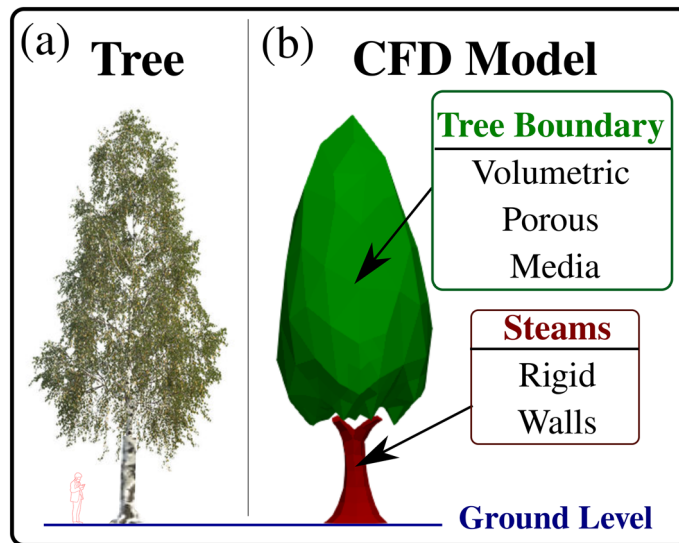 (a)
Tree
(b)
CFD Model
Tree Boundary
Volumetric
Porous
Media
Steams
Rigid
Walls
Ground Level